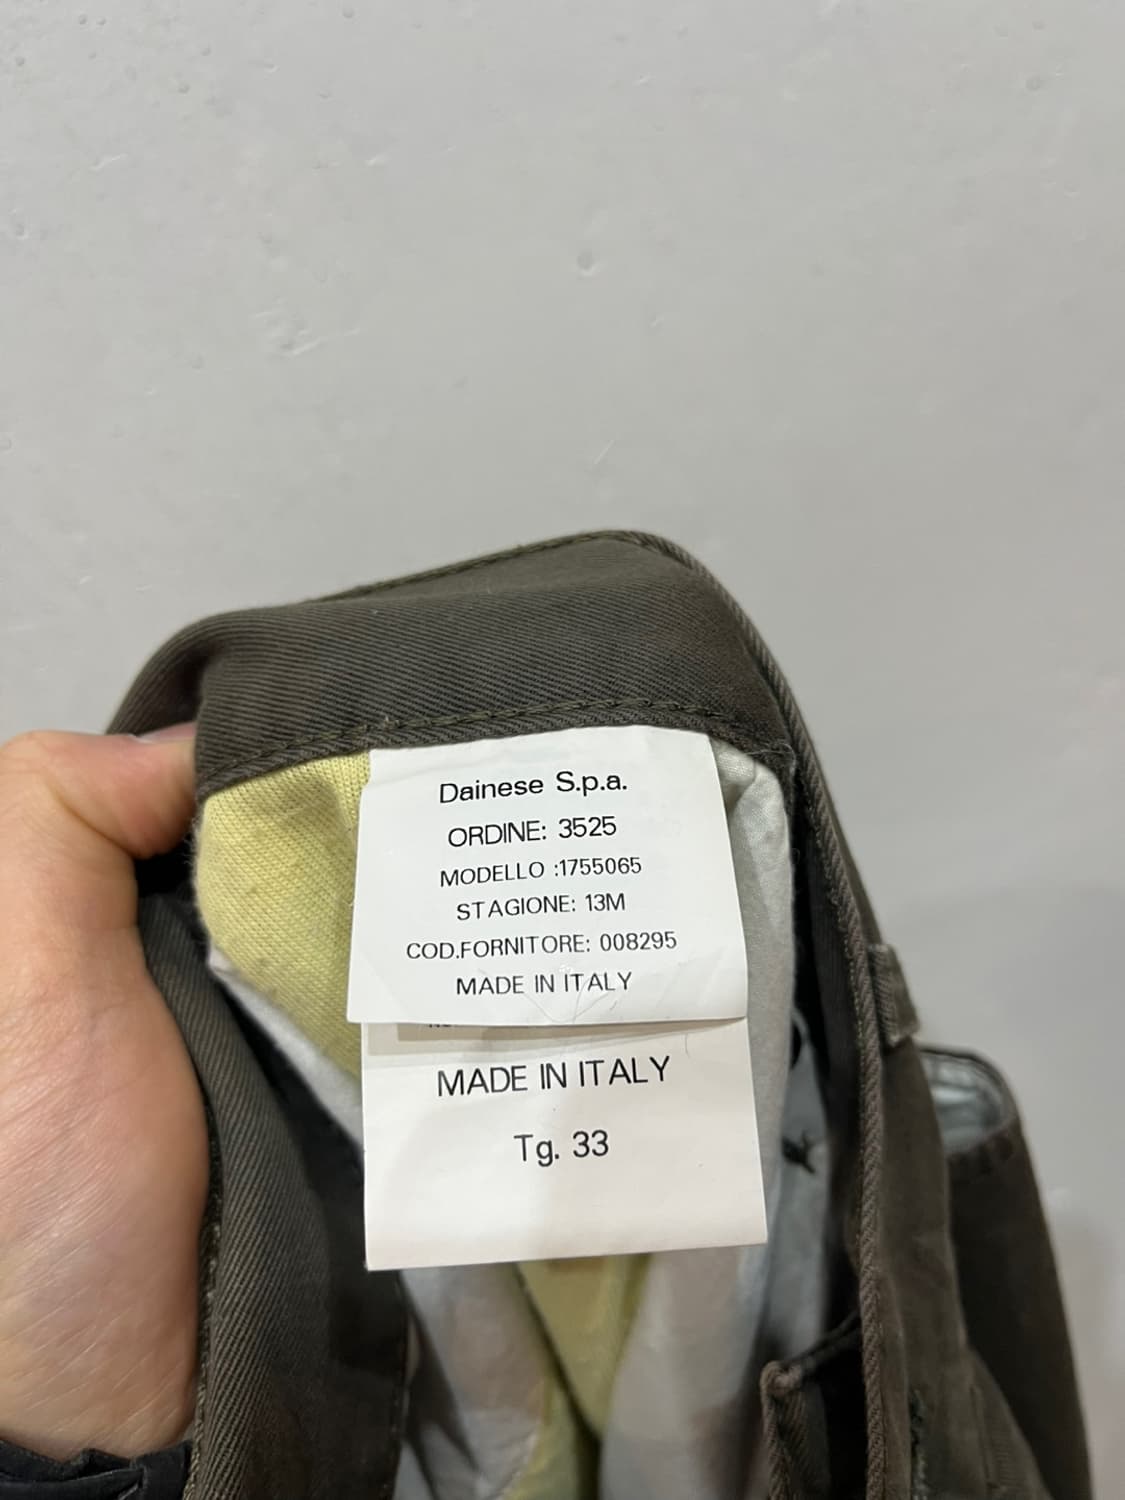 Dainese S.p.a.
ORDINE: 3525
MODELLO :1755065
STAGIONE: 13M
COD.FORNITORE: 008295
MADE IN ITALY
MADE IN ITALY
Tg. 33